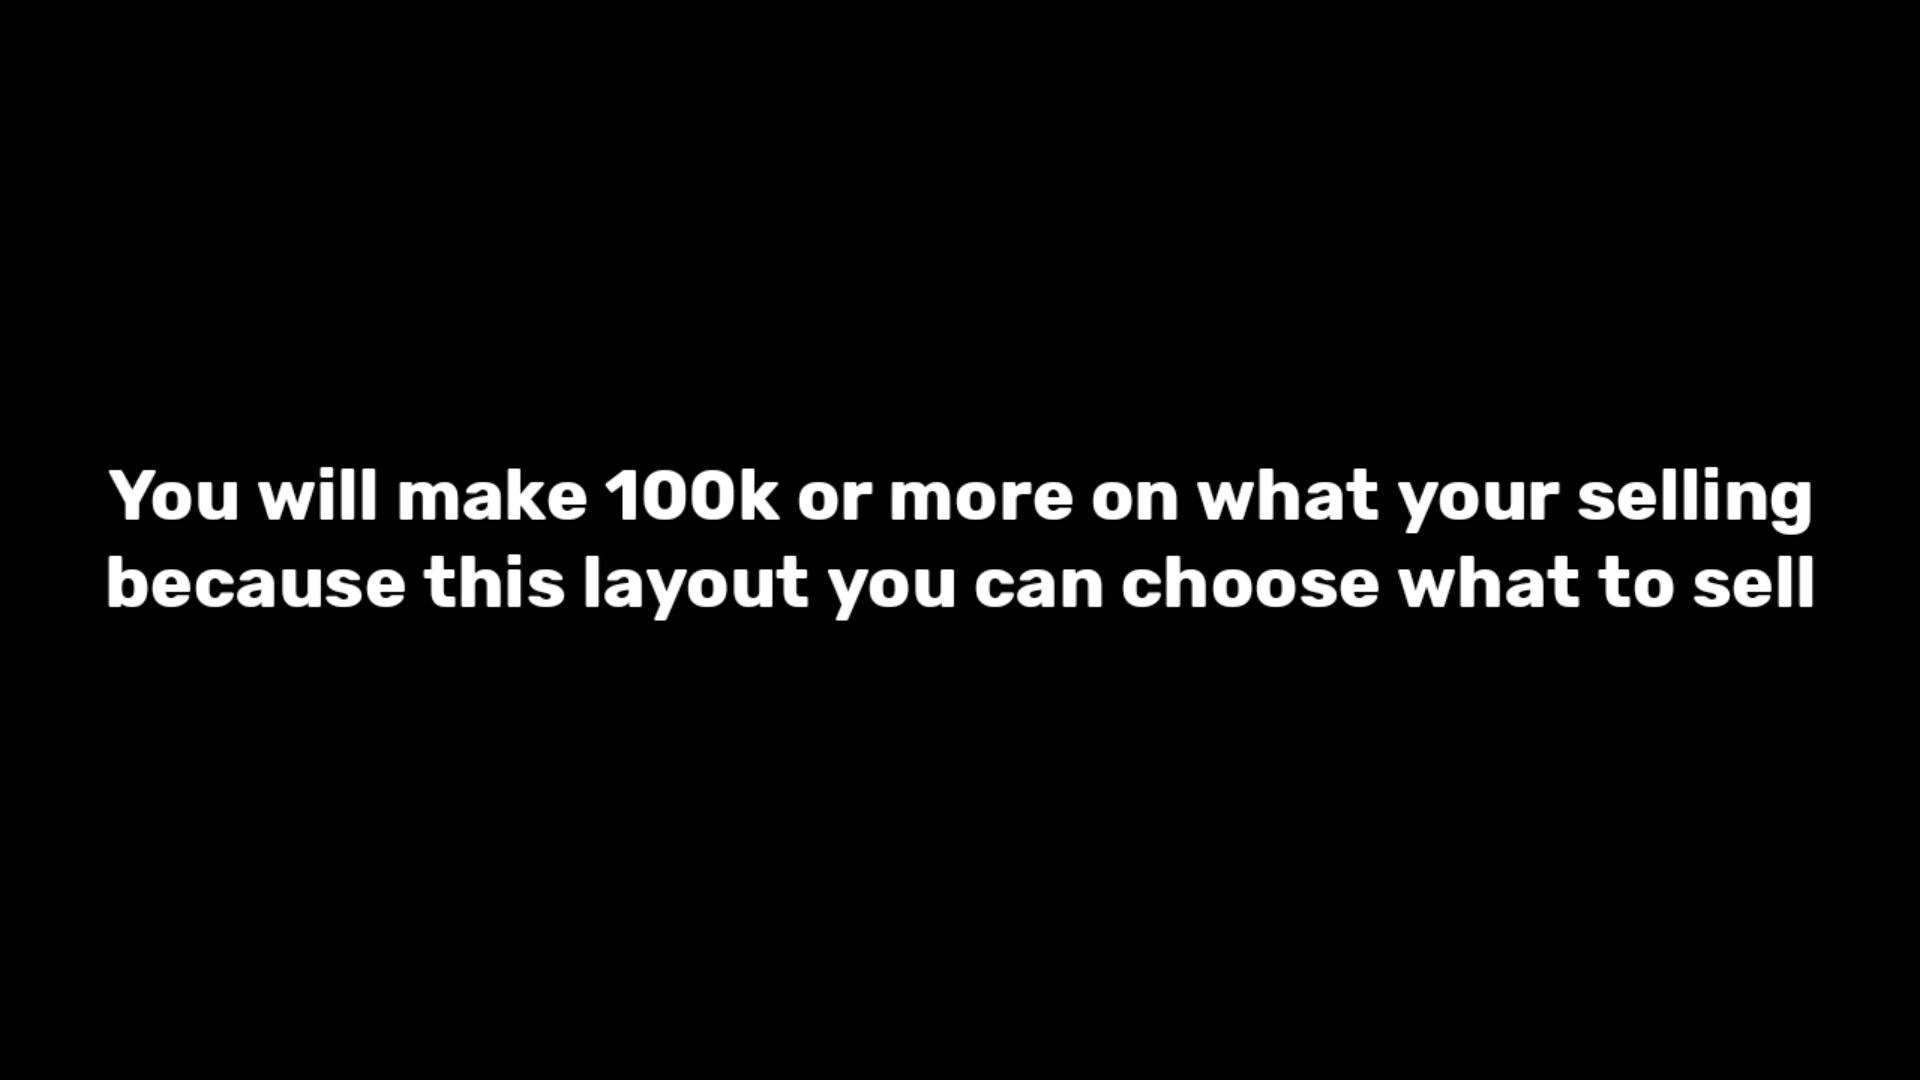 You will make 100k or more on what your selling
because this layout you can choose what to sell